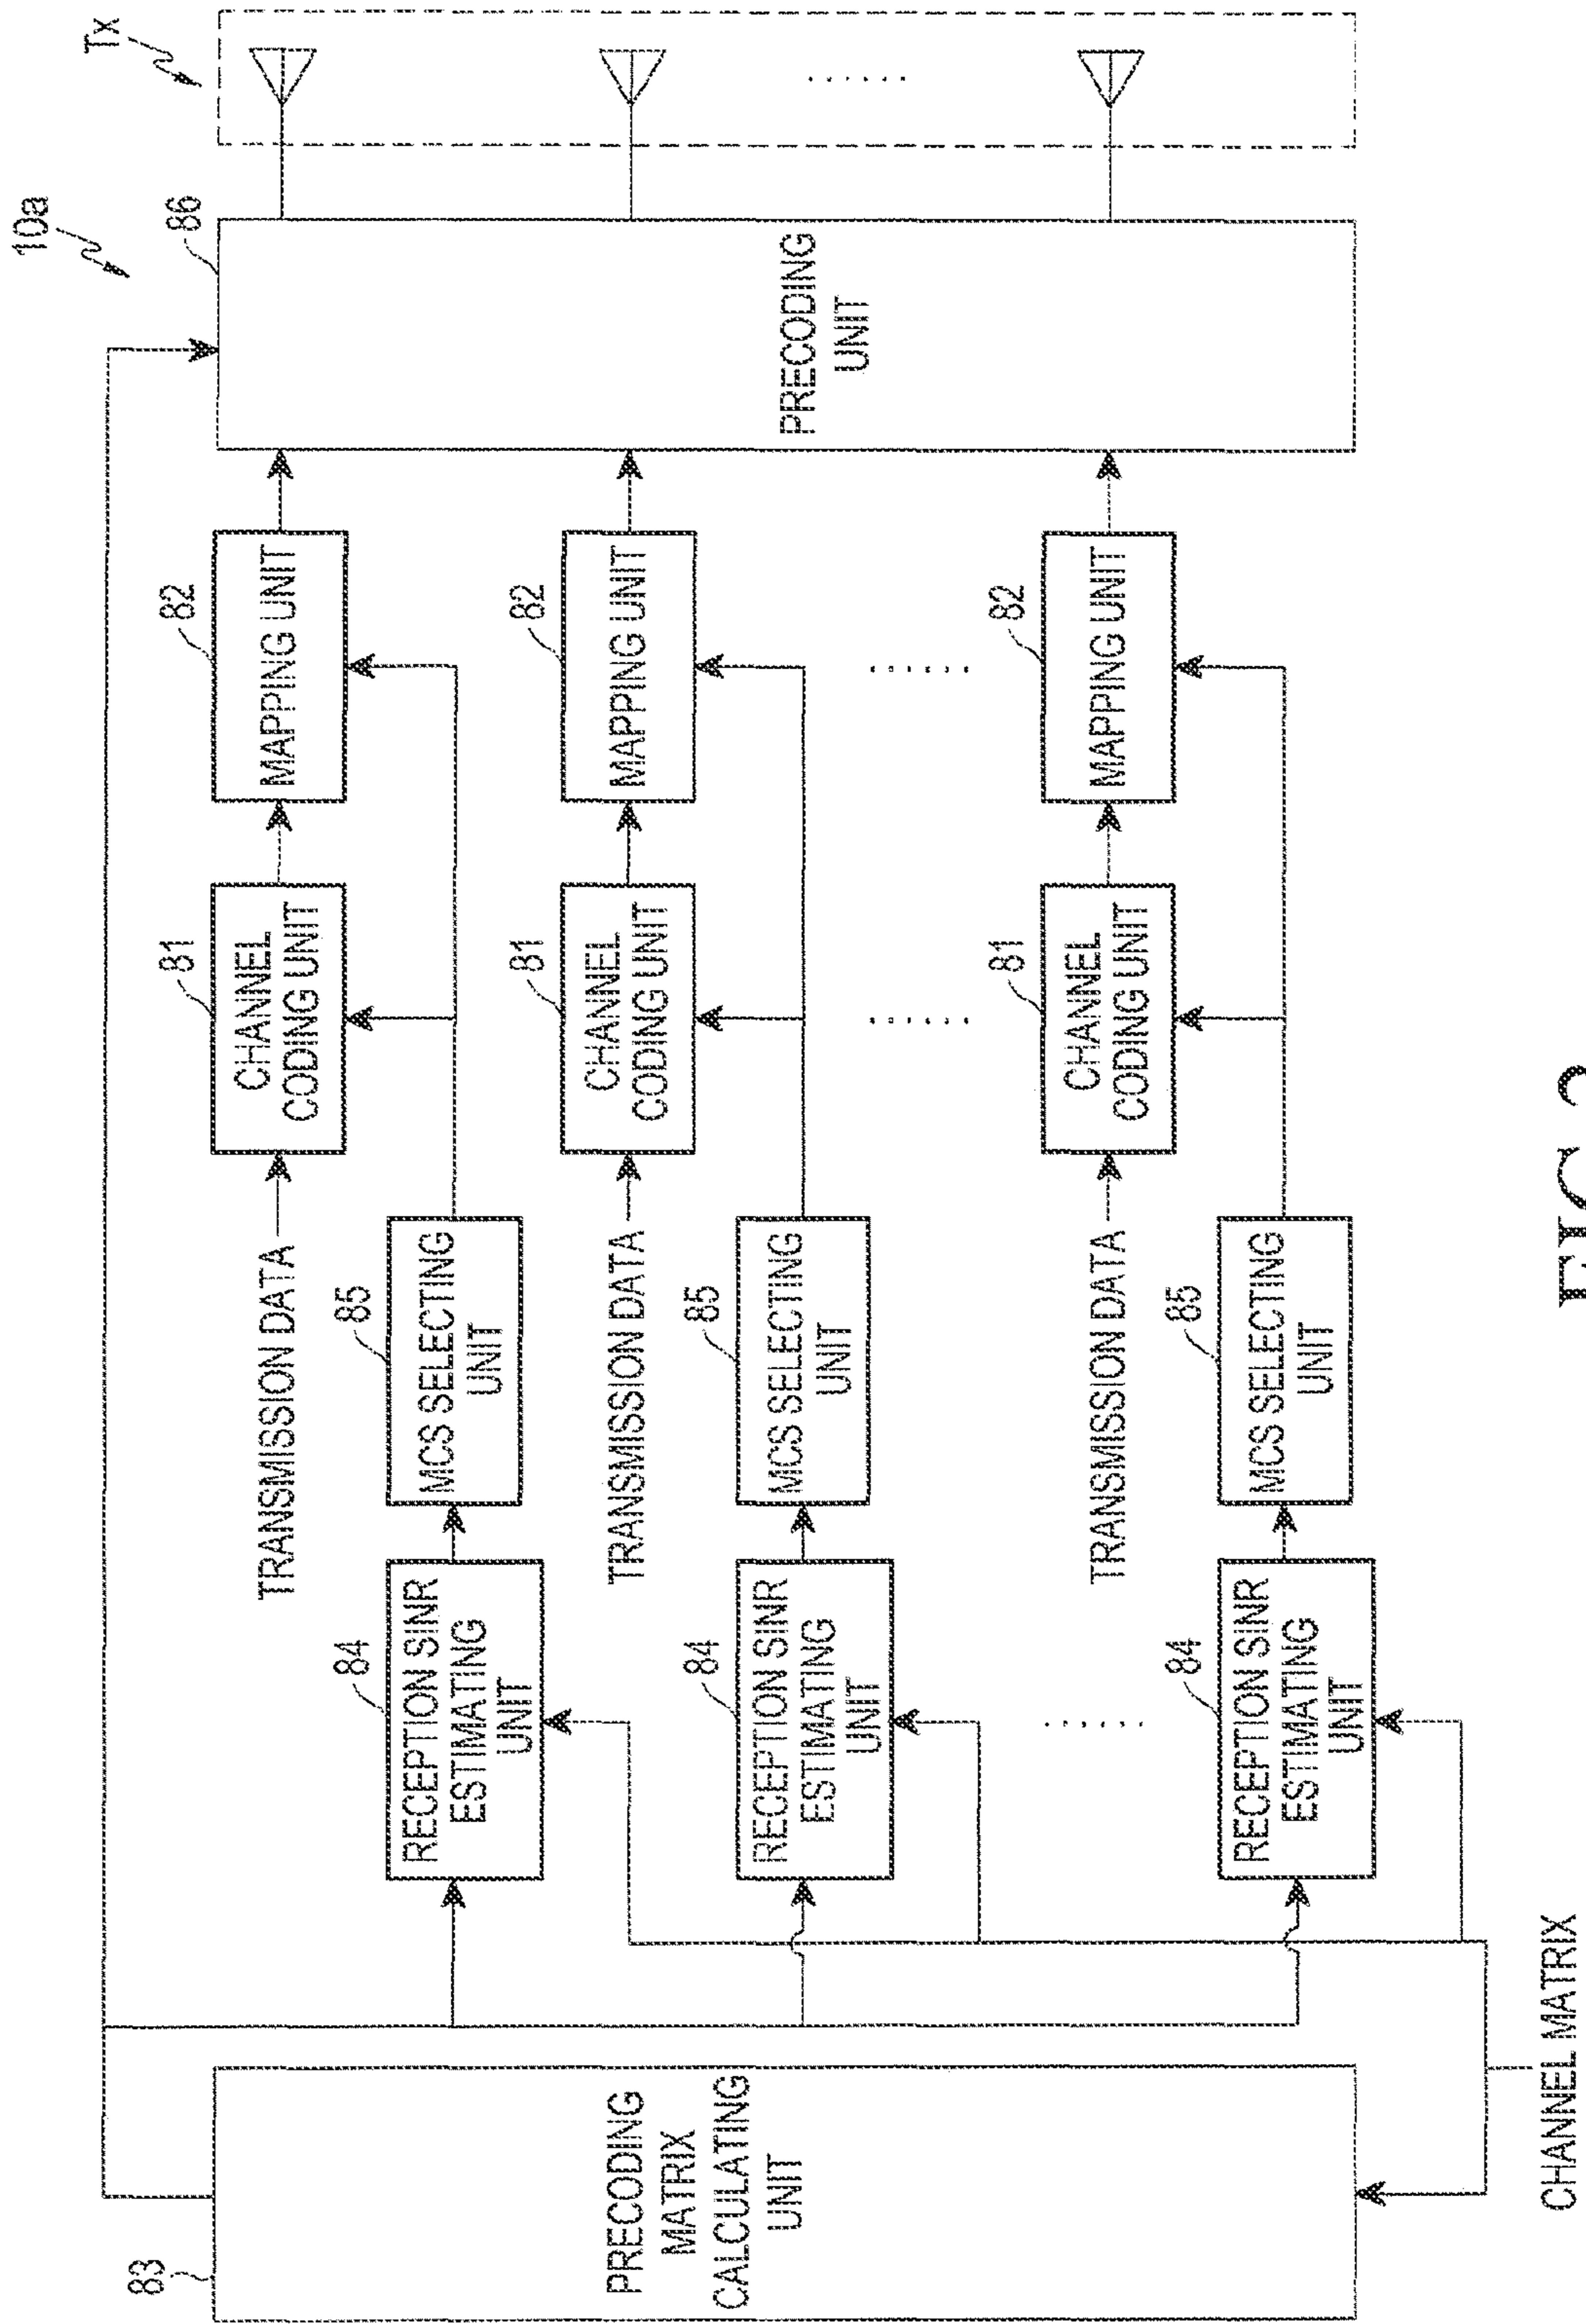 10a
Tx
83
PRECODING
MATRIX
CALCULATING
UNIT
CHANNEL MATRIX
84
RECEPTION SINR
ESTIMATING
UNIT
85
MCS SELECTING
UNIT
TRANSMISSION DATA
81
CHANNEL
CODING UNIT
82
MAPPING UNIT
84
RECEPTION SINR
ESTIMATING
UNIT
85
MCS SELECTING
UNIT
TRANSMISSION DATA
81
CHANNEL
CODING UNIT
82
MAPPING UNIT
84
RECEPTION SINR
ESTIMATING
UNIT
85
MCS SELECTING
UNIT
TRANSMISSION DATA
81
CHANNEL
CODING UNIT
82
MAPPING UNIT
86
PRECODING
UNIT